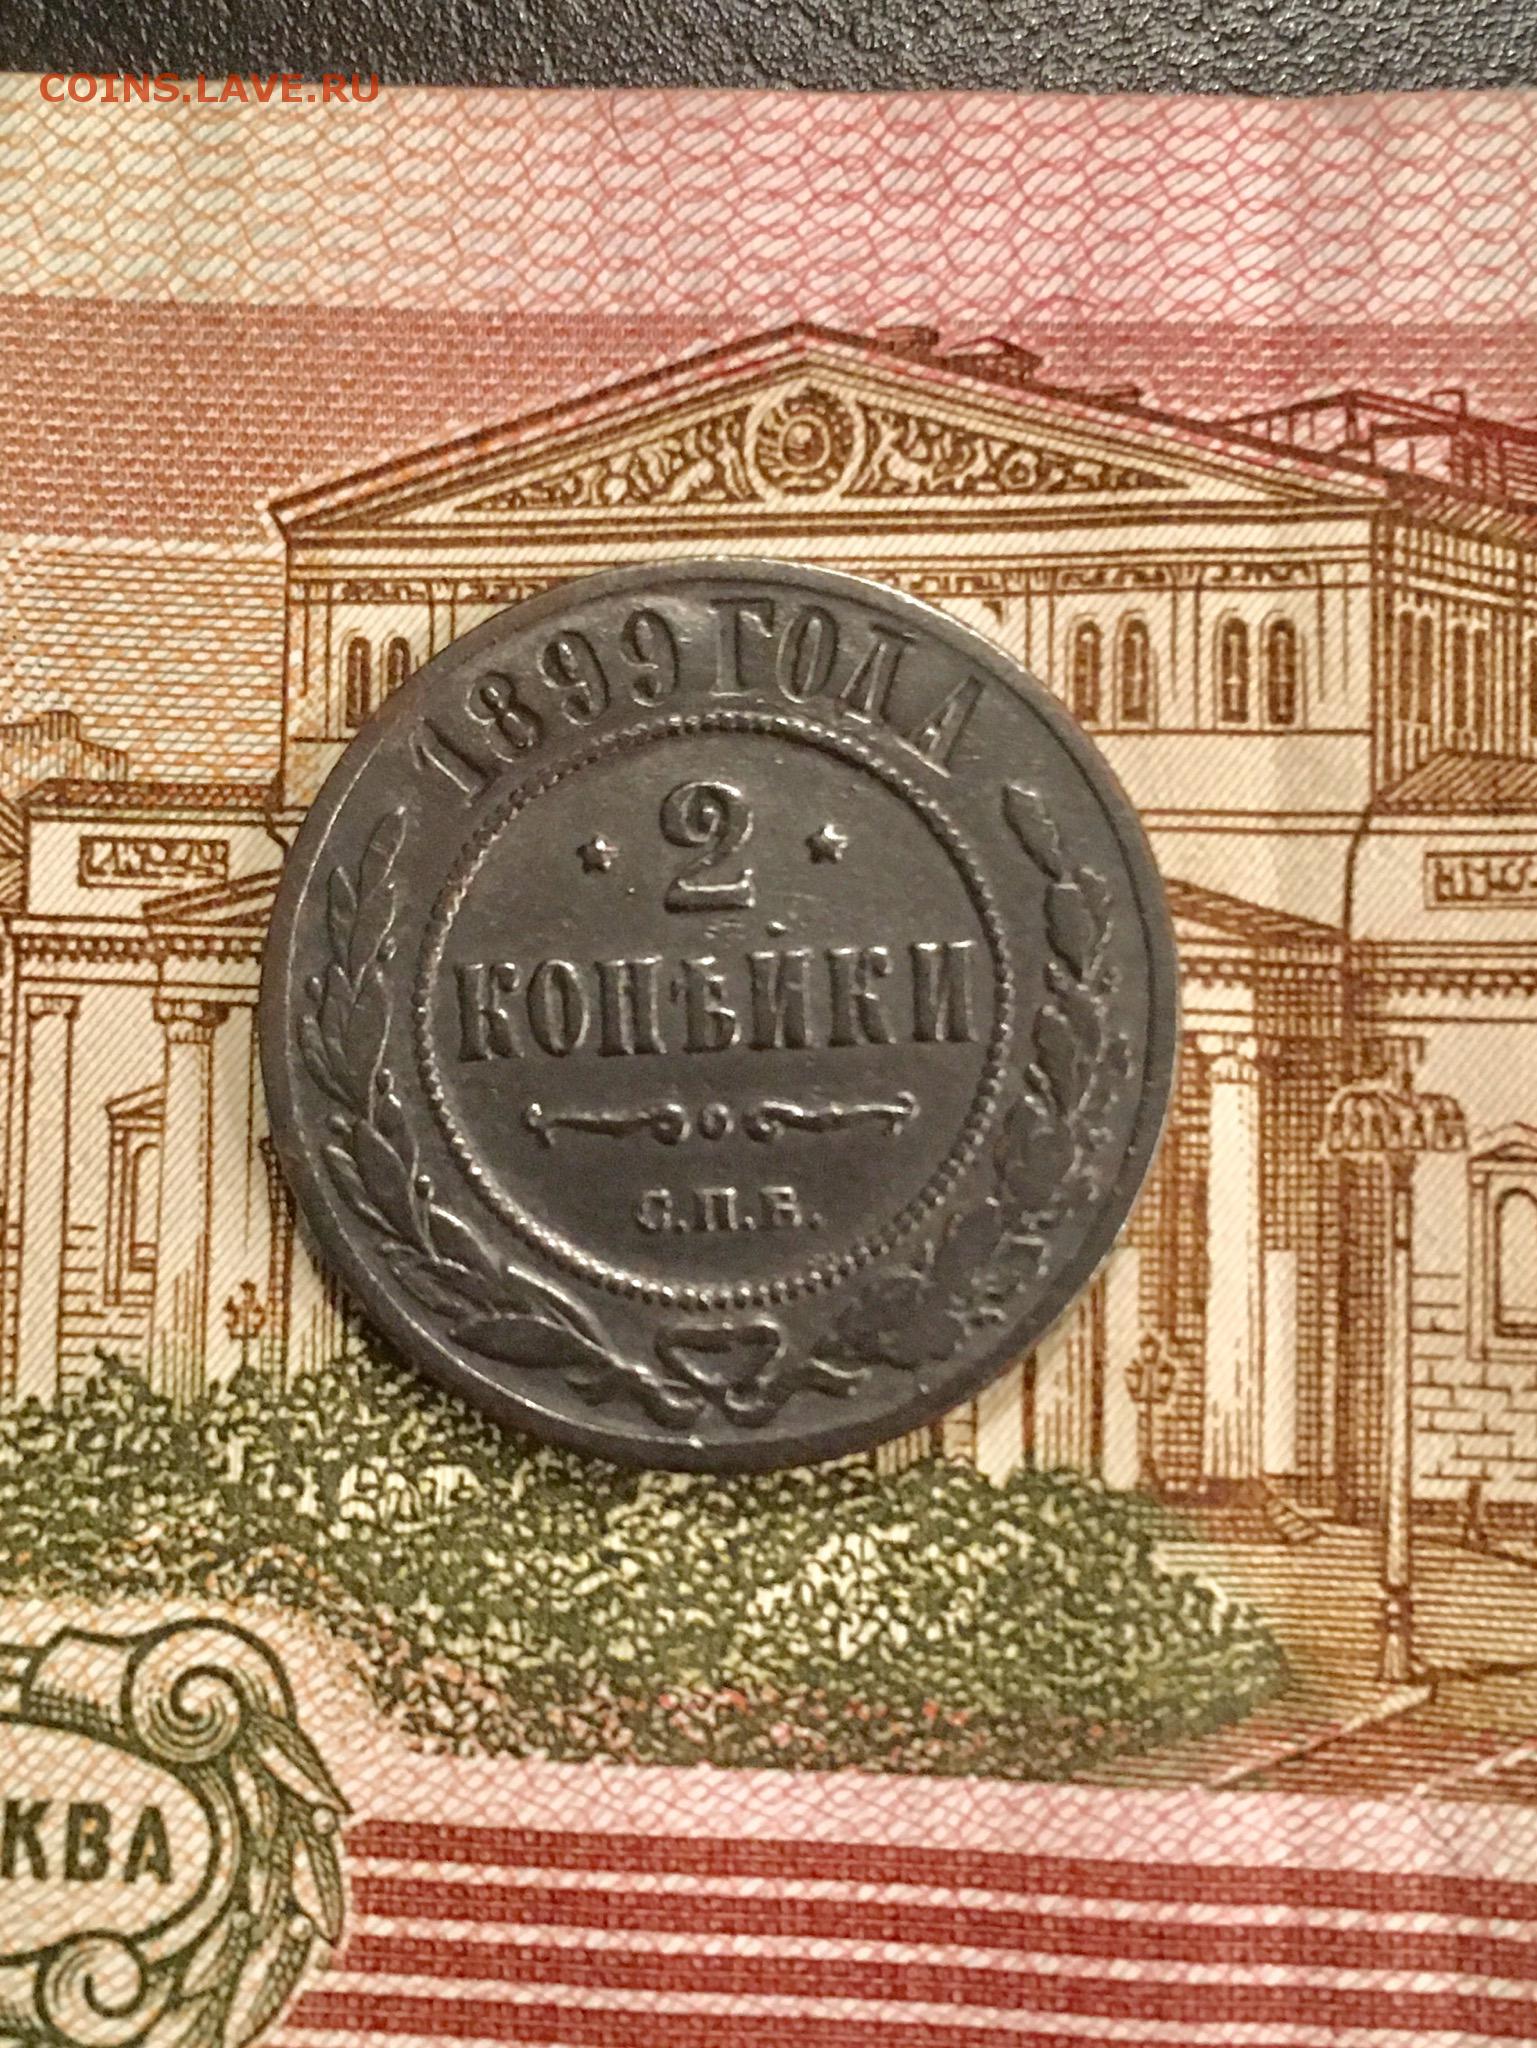 COINS.LAVE.RU
1899 ГОДА
2
КОПѢЙКИ
С.П.Б.
КВА